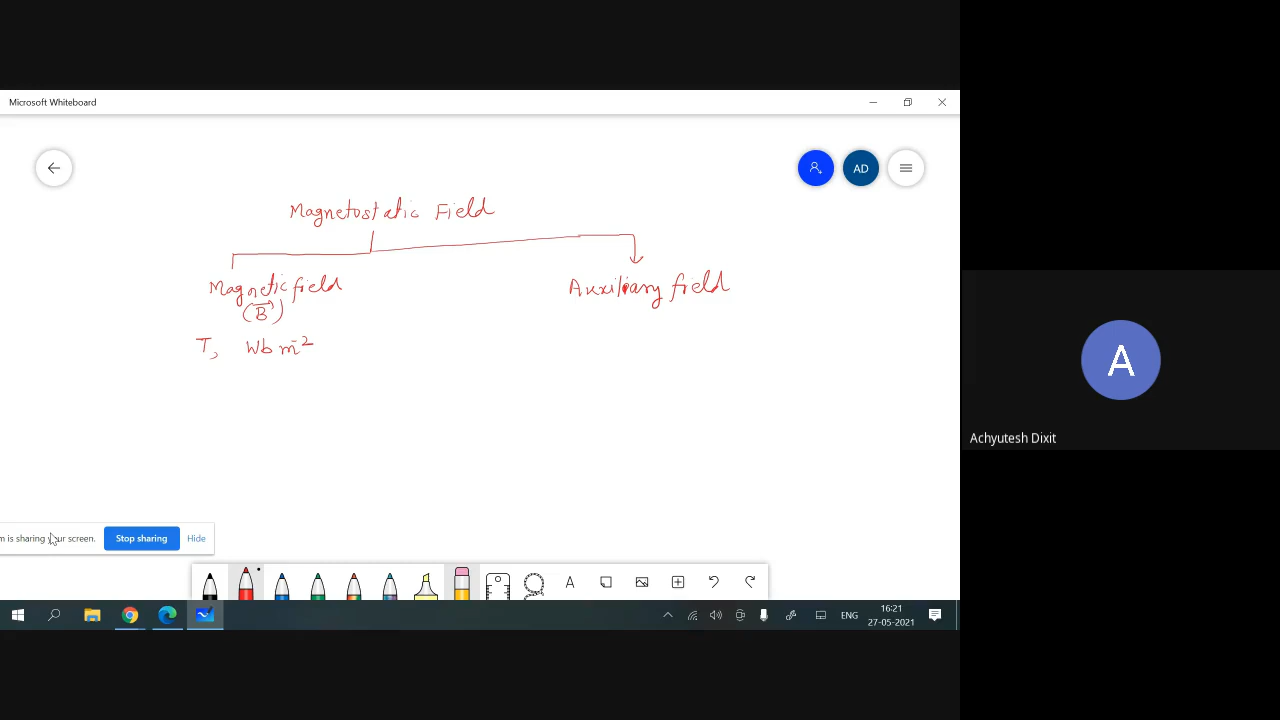 Microsoft Whiteboard
AD
Magnetostatic Field
Magnetic field
Auxiliary field
(B⃗)
T, Wb m⁻²
m is sharing your screen.
Stop sharing
Hide
A
Achyutesh Dixit
A
ENG
16:21
27-05-2021